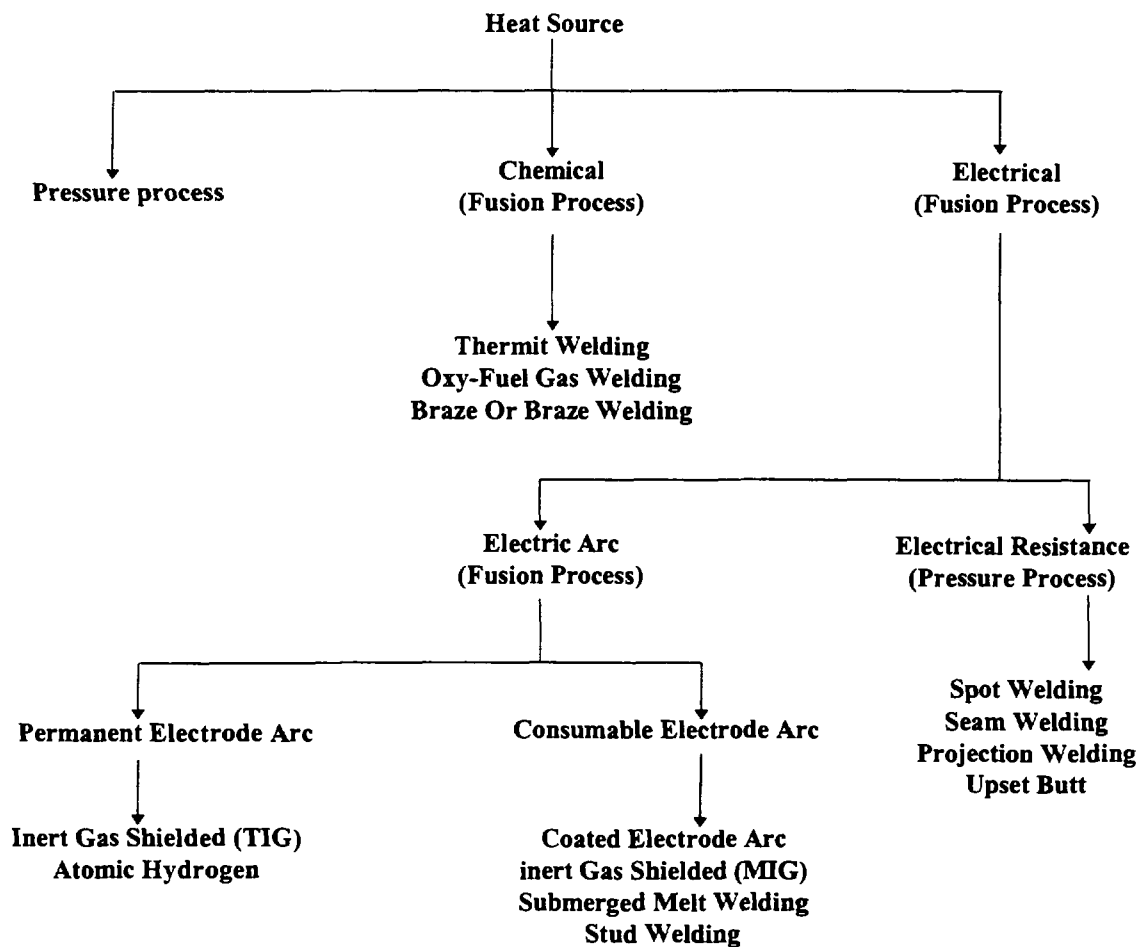 Heat Source
Pressure process
Chemical
(Fusion Process)
Electrical
(Fusion Process)
Thermit Welding
Oxy-Fuel Gas Welding
Braze Or Braze Welding
Electric Arc
(Fusion Process)
Electrical Resistance
(Pressure Process)
Permanent Electrode Arc
Consumable Electrode Arc
Spot Welding
Seam Welding
Projection Welding
Upset Butt
Inert Gas Shielded (TIG)
Atomic Hydrogen
Coated Electrode Arc
inert Gas Shielded (MIG)
Submerged Melt Welding
Stud Welding